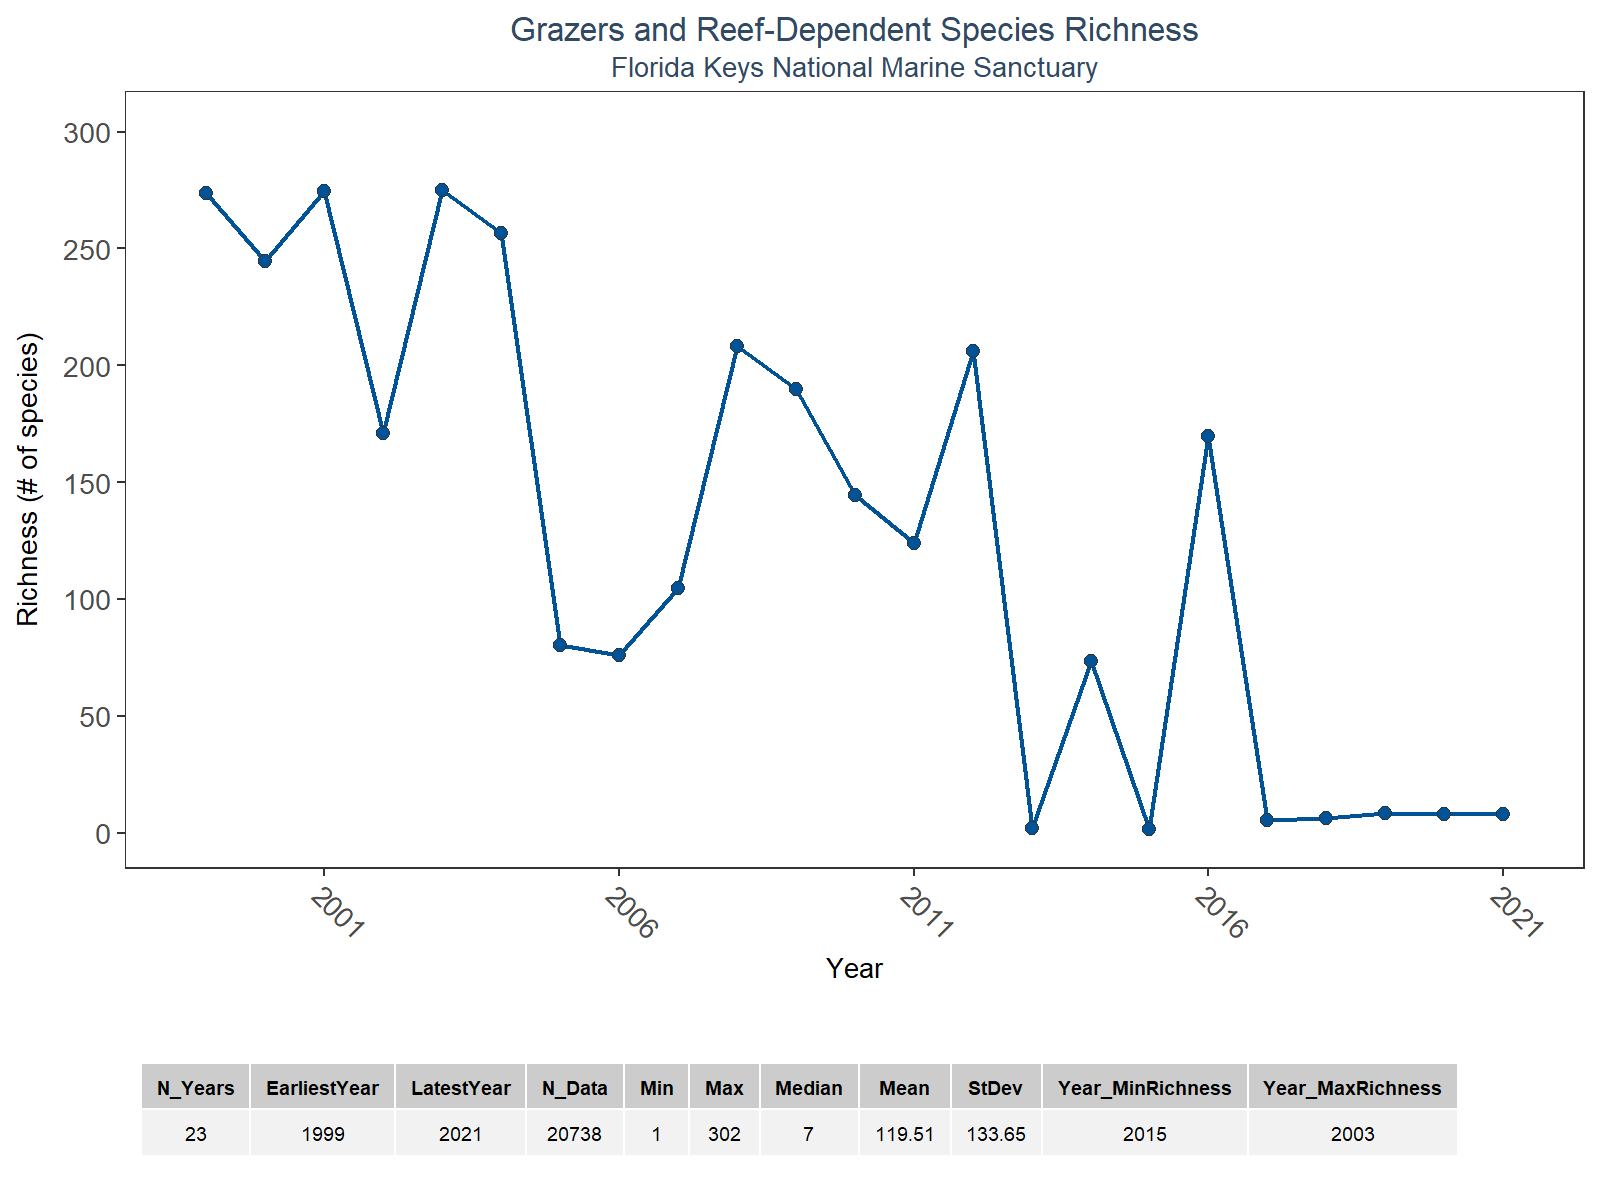 Grazers and Reef-Dependent Species Richness
Florida Keys National Marine Sanctuary
Richness (# of species)
300
250
200
150
100
50
0
2001 2006 2011 2016 2021
Year
N_Years EarliestYear LatestYear N_Data Min Max Median Mean StDev Year_MinRichness Year_MaxRichness
23 1999 2021 20738 1 302 7 119.51 133.65 2015 2003